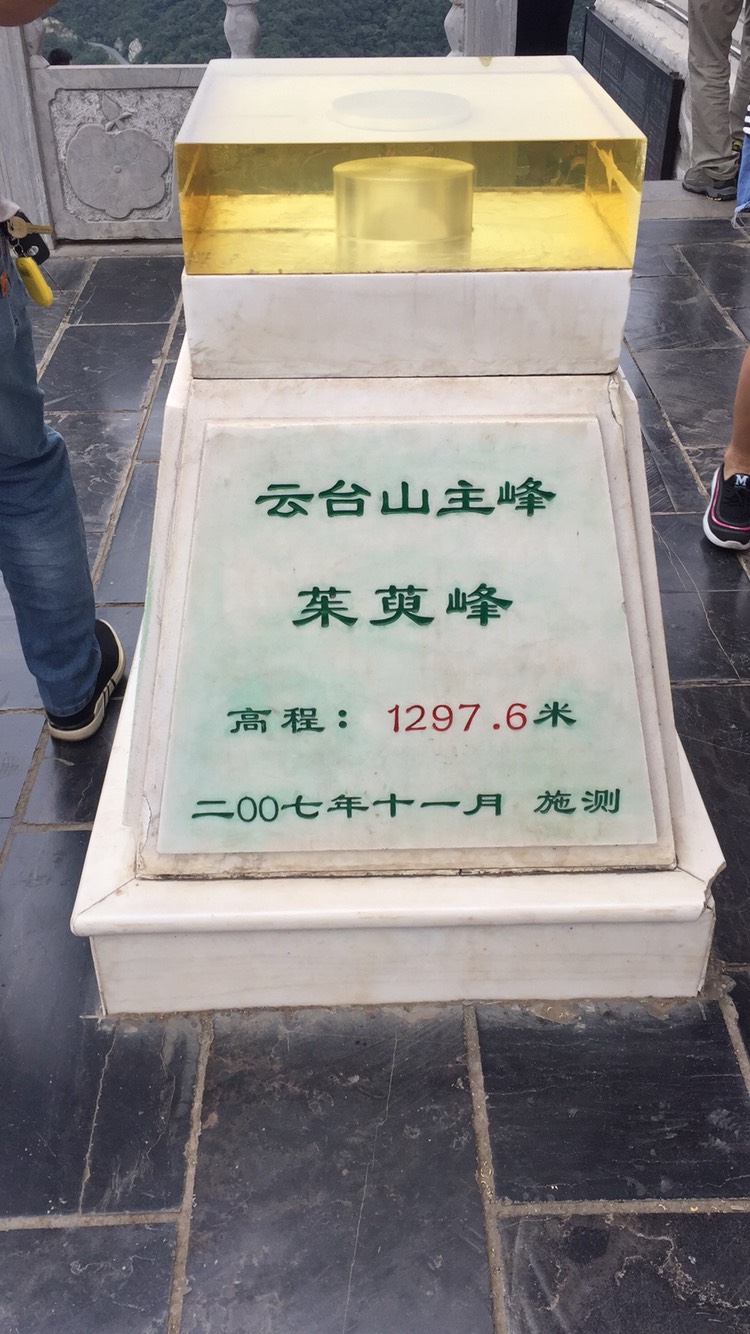 云台山主峰
茱萸峰
高程：1297.6米
二00七年十一月 施测
M